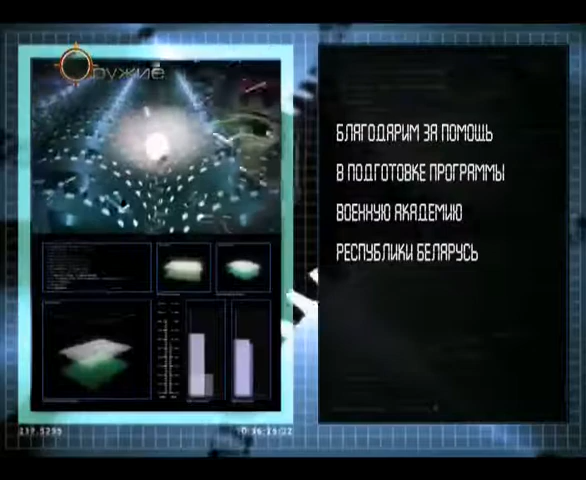 Оружие
БЛАГОДАРИМ ЗА ПОМОЩЬ
В ПОДГОТОВКЕ ПРОГРАММЫ
ВОЕННУЮ АКАДЕМИЮ
РЕСПУБЛИКИ БЕЛАРУСЬ